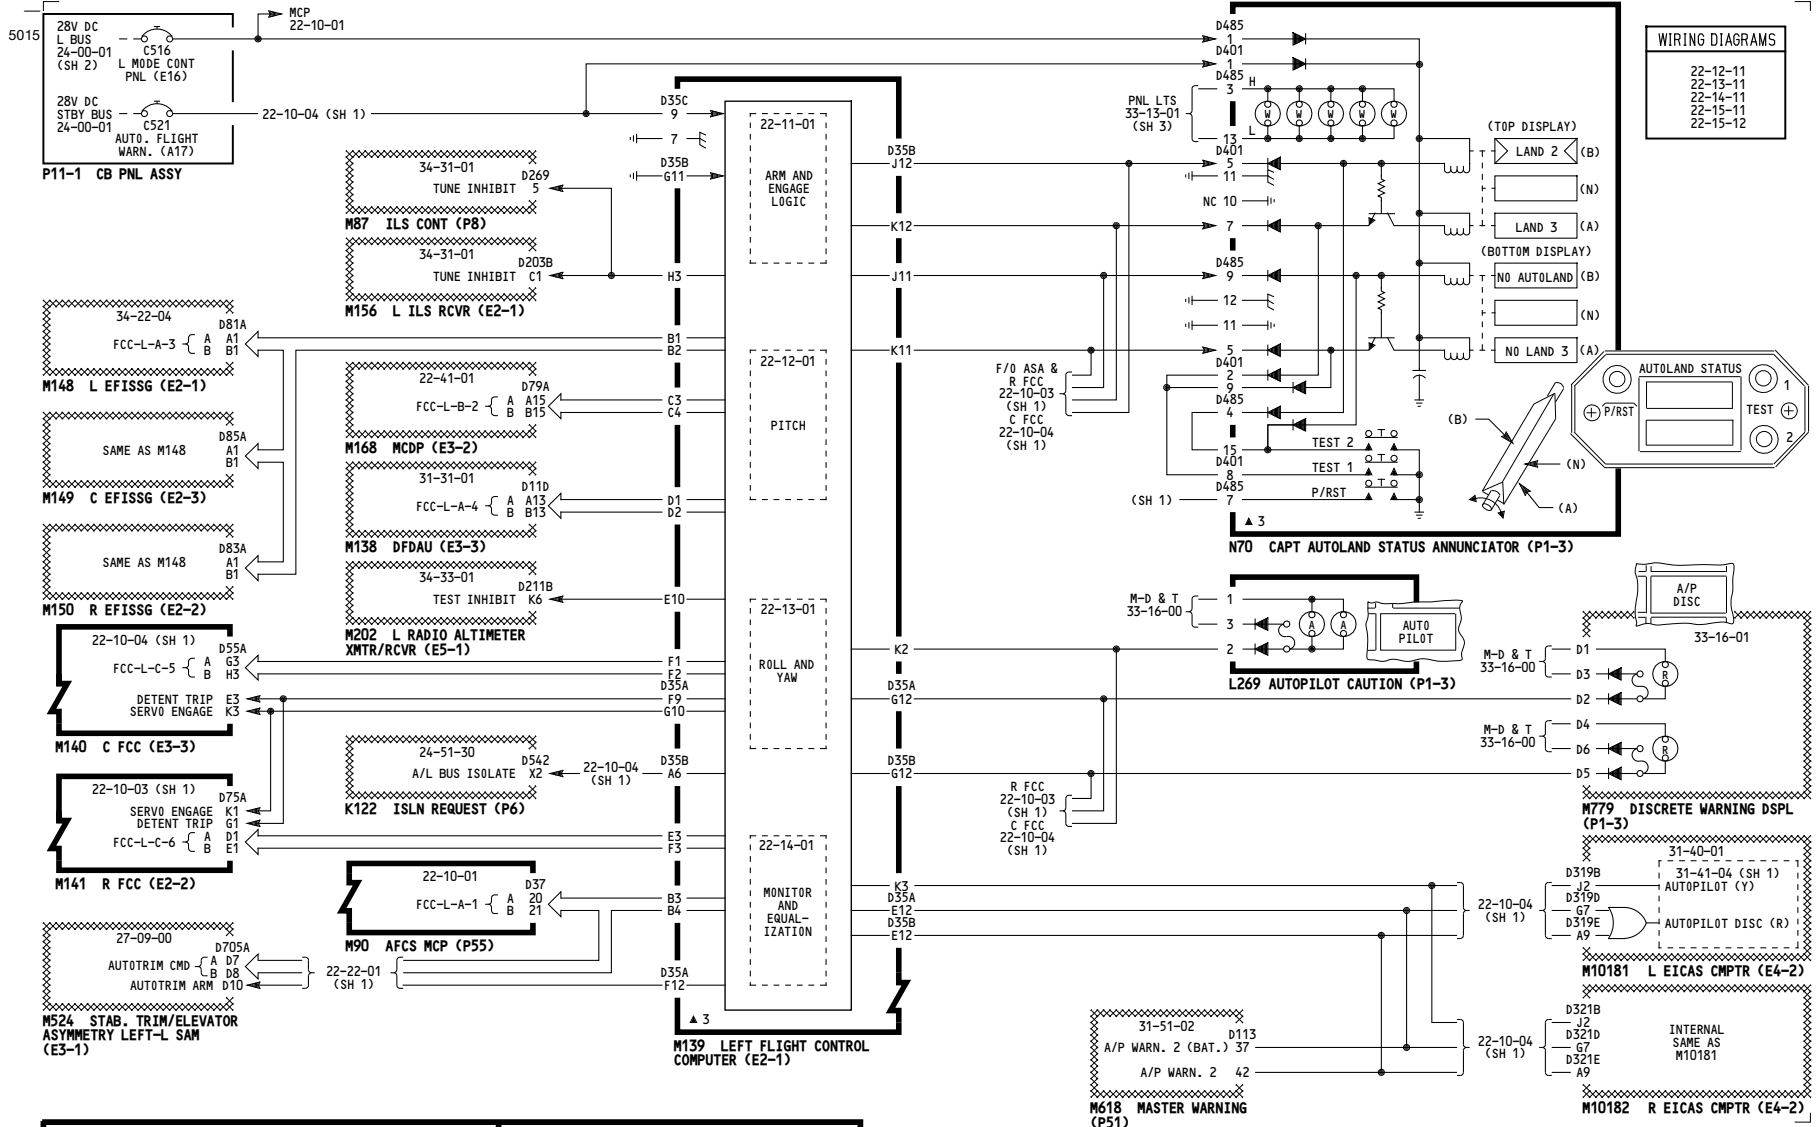 5015
28V DC
L BUS
24-00-01
(SH 2)
C516
L MODE CONT
PNL (E16)
28V DC
STBY BUS
24-00-01
C521
AUTO. FLIGHT
WARN. (A17)
P11-1 CB PNL ASSY
MCP
22-10-01
22-10-04 (SH 1)
34-31-01
D269
TUNE INHIBIT 5
M87 ILS CONT (P8)
34-31-01
D203B
TUNE INHIBIT C1
M156 L ILS RCVR (E2-1)
34-22-04
D81A
FCC-L-A-3 { A A1
B B1
M148 L EFISSG (E2-1)
D85A
SAME AS M148 A1
B1
M149 C EFISSG (E2-3)
D83A
SAME AS M148 A1
B1
M150 R EFISSG (E2-2)
22-41-01
D79A
FCC-L-B-2 { A A15
B B15
M168 MCDP (E3-2)
31-31-01
D11D
FCC-L-A-4 { A A13
B B13
M138 DFDAU (E3-3)
34-33-01
D211B
TEST INHIBIT K6
M202 L RADIO ALTIMETER
XMTR/RCVR (E5-1)
22-10-04 (SH 1)
D55A
FCC-L-C-5 { A G3
B H3
DETENT TRIP E3
SERVO ENGAGE K3
M140 C FCC (E3-3)
22-10-03 (SH 1)
D75A
SERVO ENGAGE K1
DETENT TRIP G1
FCC-L-C-6 { A D1
B E1
M141 R FCC (E2-2)
24-51-30
D542
A/L BUS ISOLATE X2
K122 ISLN REQUEST (P6)
22-10-04
(SH 1)
22-10-01
D37
FCC-L-A-1 { A 20
B 21
M90 AFCS MCP (P55)
27-09-00
D705A
AUTOTRIM CMD { A D7
B D8
AUTOTRIM ARM D10
M524 STAB. TRIM/ELEVATOR
ASYMMETRY LEFT-L SAM
(E3-1)
22-22-01
(SH 1)
D35C
9
7
D35B
G11
H3
B1
B2
C3
C4
D1
D2
E10
F1
F2
D35A
F9
G10
D35B
A6
E3
F3
B3
B4
D35A
F12
22-11-01
ARM AND
ENGAGE
LOGIC
22-12-01
PITCH
22-13-01
ROLL AND
YAW
22-14-01
MONITOR
AND
EQUAL-
IZATION
▲ 3
M139 LEFT FLIGHT CONTROL
COMPUTER (E2-1)
D35B
J12
K12
J11
K11
K2
D35A
G12
D35B
G12
K3
D35A
E12
D35B
E12
F/O ASA &
R FCC
22-10-03
(SH 1)
C FCC
22-10-04
(SH 1)
R FCC
22-10-03
(SH 1)
C FCC
22-10-04
(SH 1)
PNL LTS
33-13-01
(SH 3)
D485
1
D401
1
D485
3 H
W W W W W
13 L
D401
5
11
NC 10
7
D485
9
12
11
5
D401
2
9
D485
4
15
D401
8
D485
(SH 1) 7
TEST 2
TEST 1
P/RST
▲ 3
N70 CAPT AUTOLAND STATUS ANNUNCIATOR (P1-3)
(TOP DISPLAY)
LAND 2 (B)
(N)
LAND 3 (A)
(BOTTOM DISPLAY)
NO AUTOLAND (B)
(N)
NO LAND 3 (A)
WIRING DIAGRAMS
22-12-11
22-13-11
22-14-11
22-15-11
22-15-12
AUTOLAND STATUS
P/RST
TEST
1
2
(B)
(N)
(A)
M-D & T
33-16-00
1
3
2
A A
AUTO
PILOT
L269 AUTOPILOT CAUTION (P1-3)
A/P
DISC
33-16-01
M-D & T
33-16-00
D1
D3
D2
R
M-D & T
33-16-00
D4
D6
D5
R
M779 DISCRETE WARNING DSPL
(P1-3)
31-40-01
31-41-04 (SH 1)
22-10-04
(SH 1)
D319B
J2
D319D
G7
D319E
A9
AUTOPILOT (Y)
AUTOPILOT DISC (R)
M10181 L EICAS CMPTR (E4-2)
22-10-04
(SH 1)
D321B
J2
D321D
G7
D321E
A9
INTERNAL
SAME AS
M10181
M10182 R EICAS CMPTR (E4-2)
31-51-02
D113
A/P WARN. 2 (BAT.) 37
A/P WARN. 2 42
M618 MASTER WARNING
(P51)